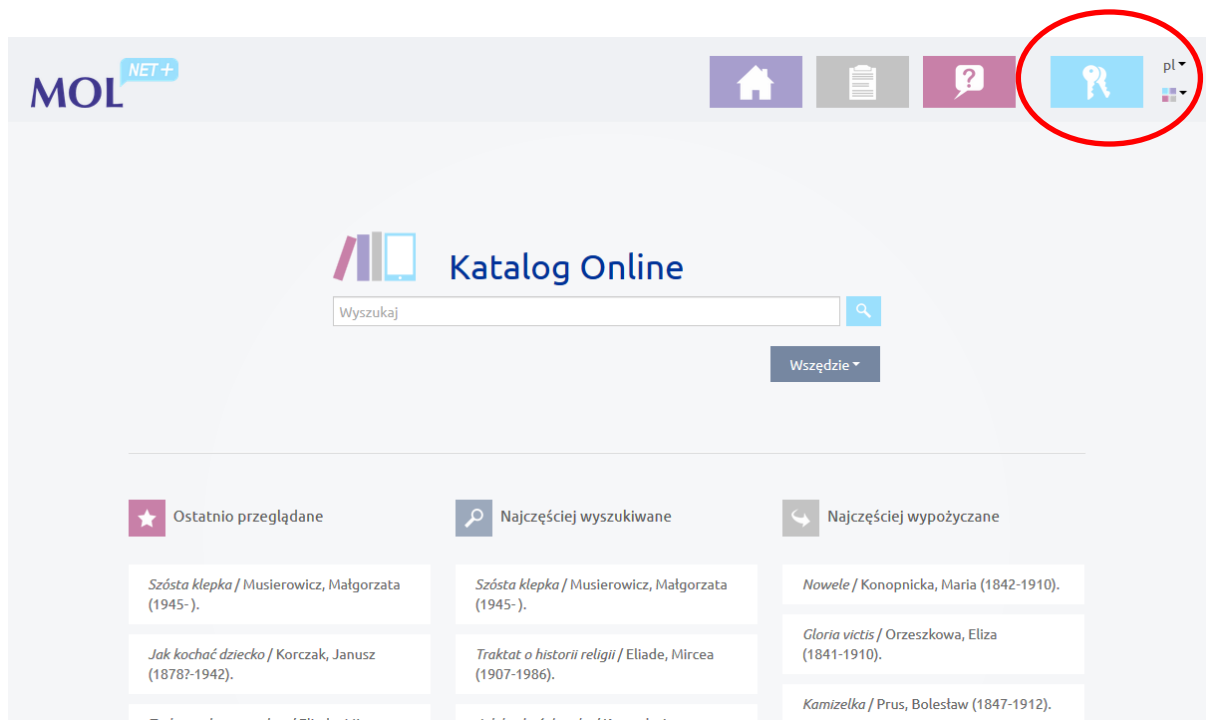 MOL NET+
pl
Katalog Online
Wyszukaj
Wszędzie
Ostatnio przeglądane
Szósta klepka / Musierowicz, Małgorzata
(1945- ).
Jak kochać dziecko / Korczak, Janusz
(1878?-1942).
Najczęściej wyszukiwane
Szósta klepka / Musierowicz, Małgorzata
(1945- ).
Traktat o historii religii / Eliade, Mircea
(1907-1986).
Najczęściej wypożyczane
Nowele / Konopnicka, Maria (1842-1910).
Gloria victis / Orzeszkowa, Eliza
(1841-1910).
Kamizelka / Prus, Bolesław (1847-1912).